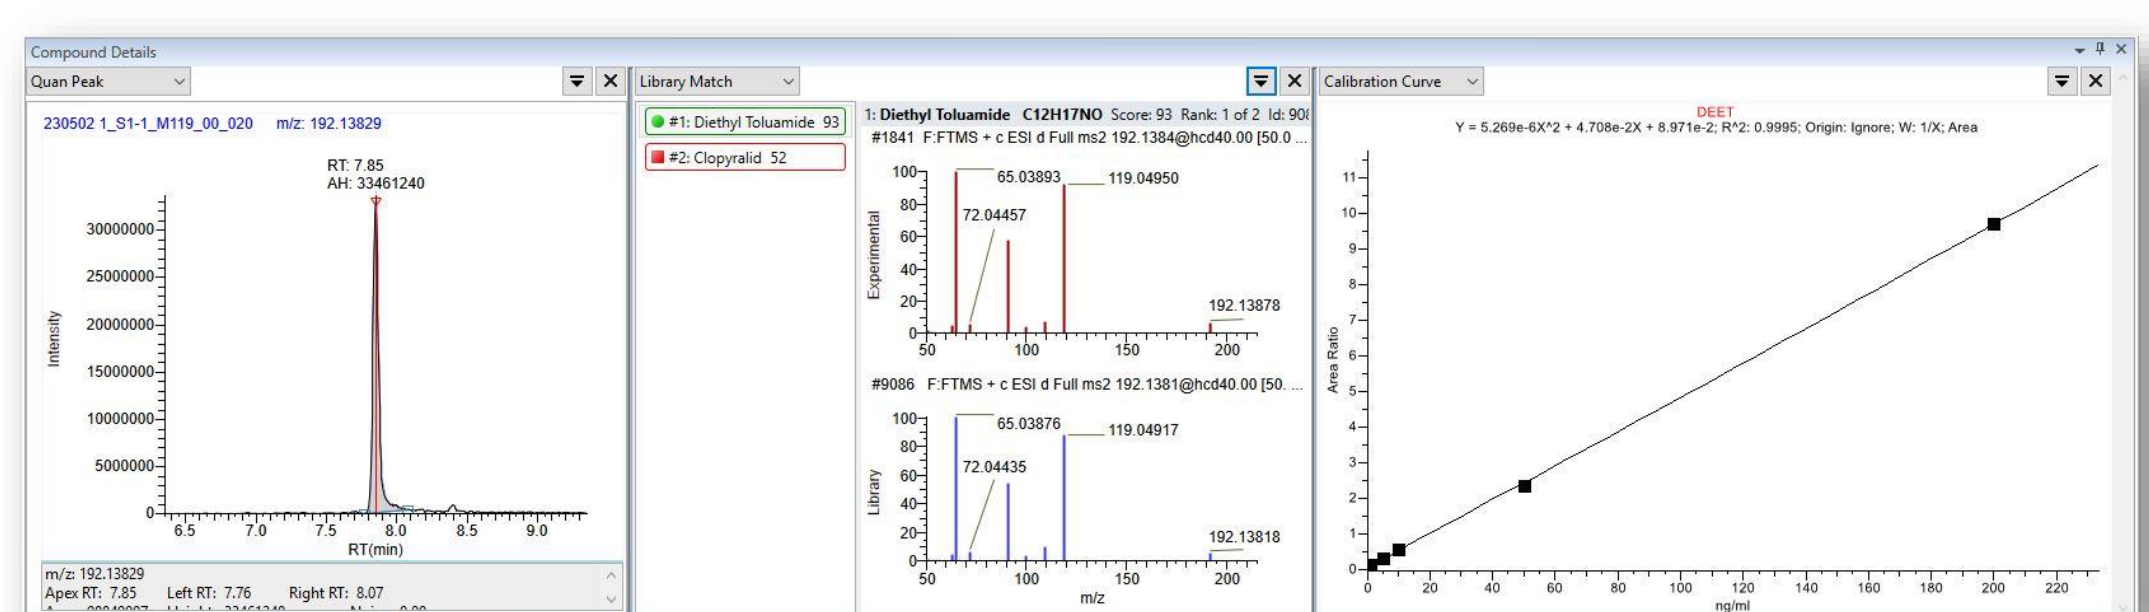 Compound Details
Quan Peak
230502 1_S1-1_M119_00_020 m/z: 192.13829
RT: 7.85
AH: 33461240
30000000
25000000
20000000
15000000
10000000
5000000
0
Intensity
6.5 7.0 7.5 8.0 8.5 9.0
RT(min)
m/z: 192.13829
Apex RT: 7.85 Left RT: 7.76 Right RT: 8.07
Library Match
#1: Diethyl Toluamide 93
#2: Clopyralid 52
1: Diethyl Toluamide C12H17NO Score: 93 Rank: 1 of 2 Id: 908
#1841 F:FTMS + c ESI d Full ms2 192.1384@hcd40.00 [50.0 ...
100
80
60
40
20
0
Experimental
65.03893
119.04950
72.04457
192.13878
50 100 150 200
#9086 F:FTMS + c ESI d Full ms2 192.1381@hcd40.00 [50. ...
100
80
60
40
20
0
Library
65.03876
119.04917
72.04435
192.13818
50 100 150 200
m/z
Calibration Curve
DEET
Y = 5.269e-6X^2 + 4.708e-2X + 8.971e-2; R^2: 0.9995; Origin: Ignore; W: 1/X; Area
11
10
9
8
7
6
5
4
3
2
1
0
Area Ratio
0 20 40 60 80 100 120 140 160 180 200 220
ng/ml